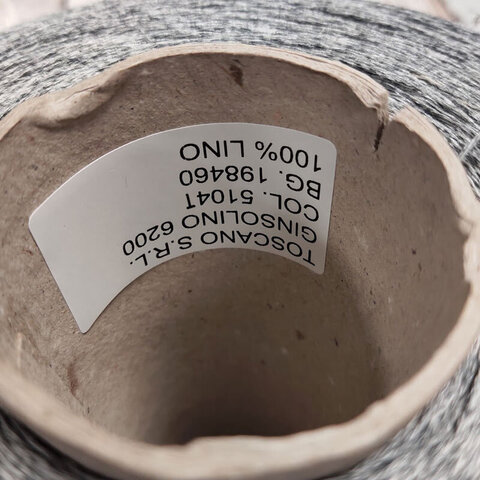 TOSCANO S.R.L.
GINSOLINO 6200
COL. 5104T
BG. 198460
100% LINO